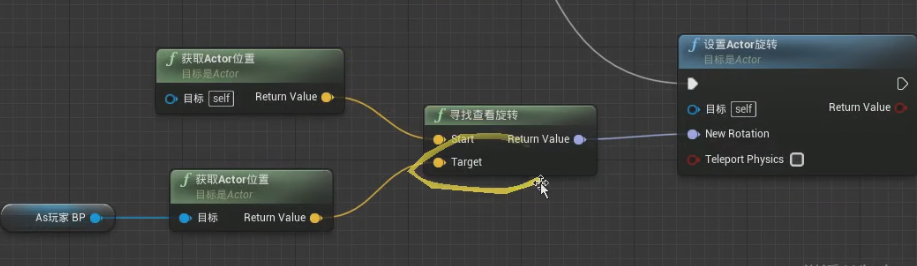 获取Actor位置
目标是Actor
目标 self Return Value
寻找查看旋转
Start Return Value
Target
获取Actor位置
目标是Actor
目标 Return Value
As玩家 BP
设置Actor旋转
目标是Actor
目标 self Return Value
New Rotation
Teleport Physics